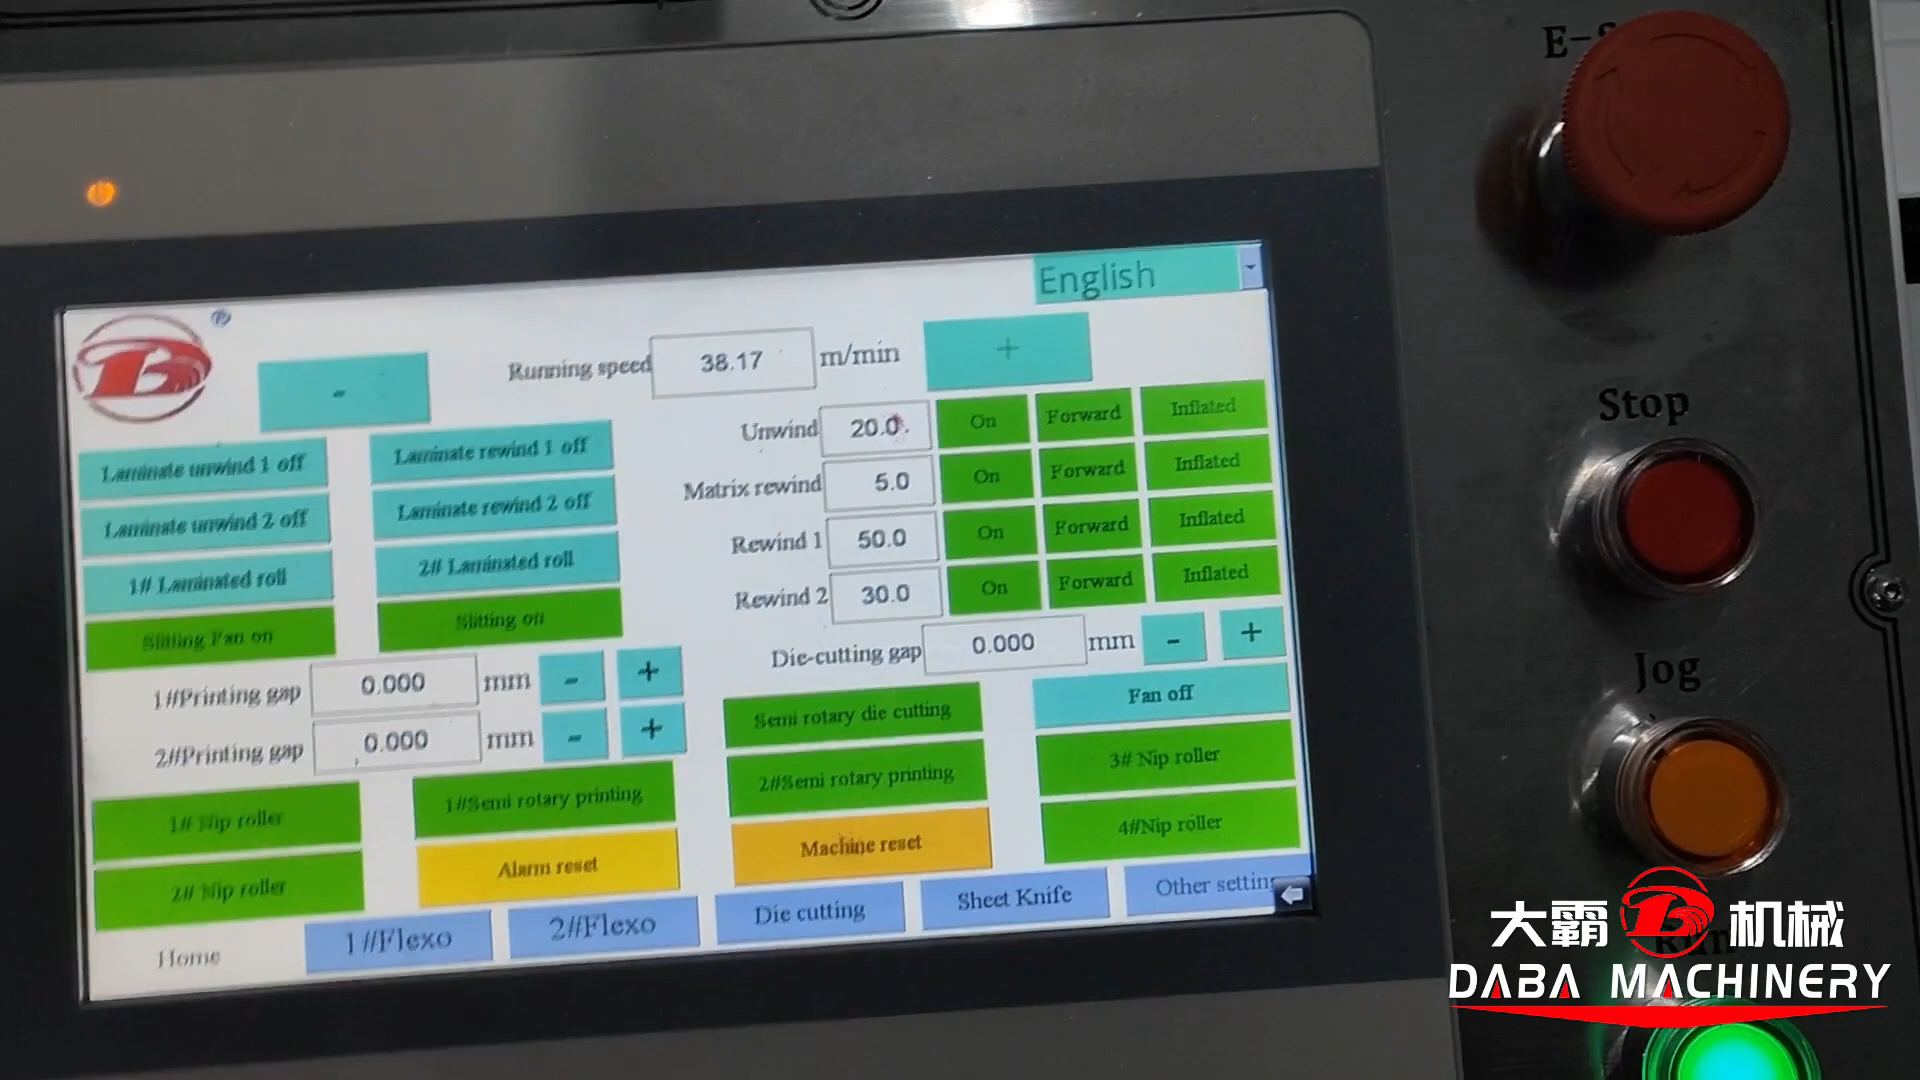 E-S
English
-
Running speed 38.17 m/min
+
Unwind 20.0 On Forward Inflated
Laminate unwind 1 off
Laminate rewind 1 off
Matrix rewind 5.0 On Forward Inflated
Laminate unwind 2 off
Laminate rewind 2 off
Rewind 1 50.0 On Forward Inflated
1# Laminated roll
2# Laminated roll
Rewind 2 30.0 On Forward Inflated
Slitting Fan on
Slitting on
Die-cutting gap 0.000 mm - +
1#Printing gap 0.000 mm - +
2#Printing gap 0.000 mm - +
Semi rotary die cutting
Fan off
2#Semi rotary printing
3# Nip roller
1# Nip roller
1#Semi rotary printing
Machine reset
4#Nip roller
2# Nip roller
Alarm reset
Home
1#Flexo
2#Flexo
Die cutting
Sheet Knife
Other setting
Stop
Jog
Run
大霸 机械
DABA MACHINERY